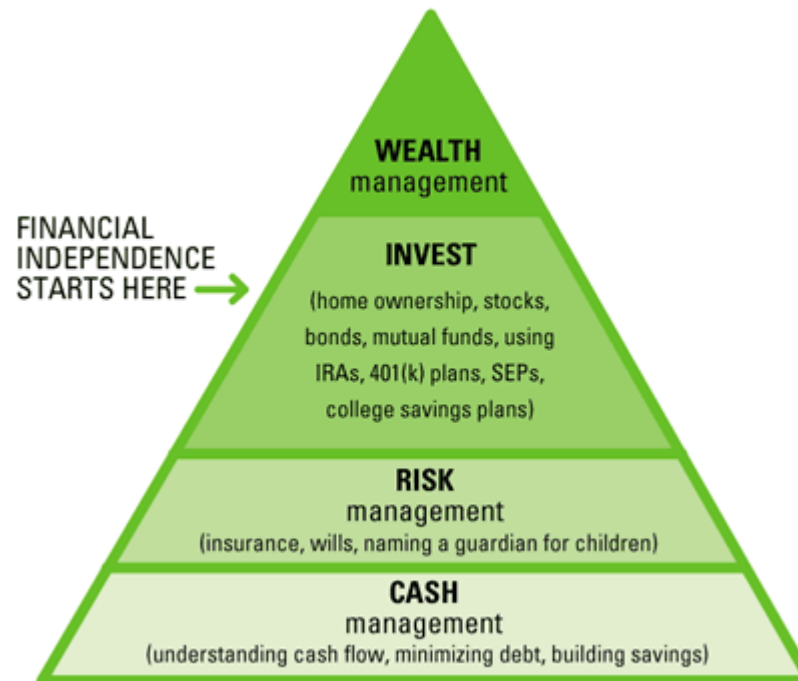 WEALTH
management
FINANCIAL
INDEPENDENCE
STARTS HERE
INVEST
(home ownership, stocks,
bonds, mutual funds, using
IRAs, 401(k) plans, SEPs,
college savings plans)
RISK
management
(insurance, wills, naming a guardian for children)
CASH
management
(understanding cash flow, minimizing debt, building savings)